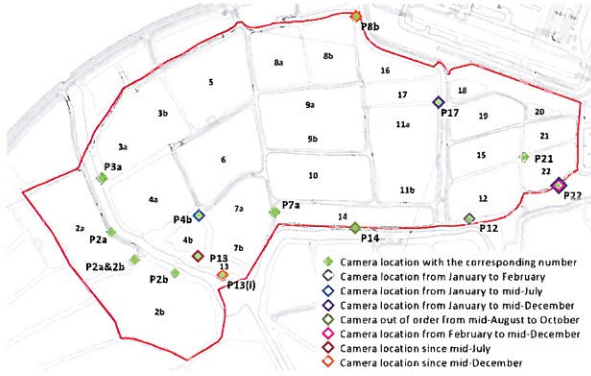 P8b
8a
8b
16
5
18
17
P17
20
9a
3b
19
11a
21
9b
3a
15
P21
6
22
P3a
10
P22
4a
11b
12
7a
P7a
14
P4b
P12
2a
P2a
P14
4b
7b
P13
P2a&2b
13
P2b
P13(i)
2b
Camera location with the corresponding number
Camera location from January to February
Camera location from January to mid-July
Camera location from January to mid-December
Camera out of order from mid-August to October
Camera location from February to mid-December
Camera location since mid-July
Camera location since mid-December